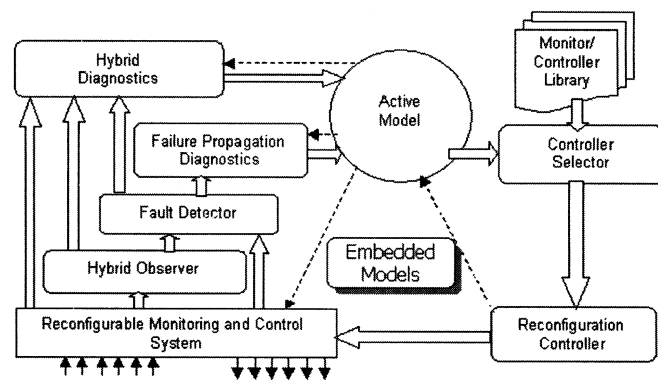 Hybrid
Diagnostics
Active
Model
Monitor/
Controller
Library
Failure Propagation
Diagnostics
Controller
Selector
Fault Detector
Hybrid Observer
Embedded
Models
Reconfigurable Monitoring and Control
System
Reconfiguration
Controller